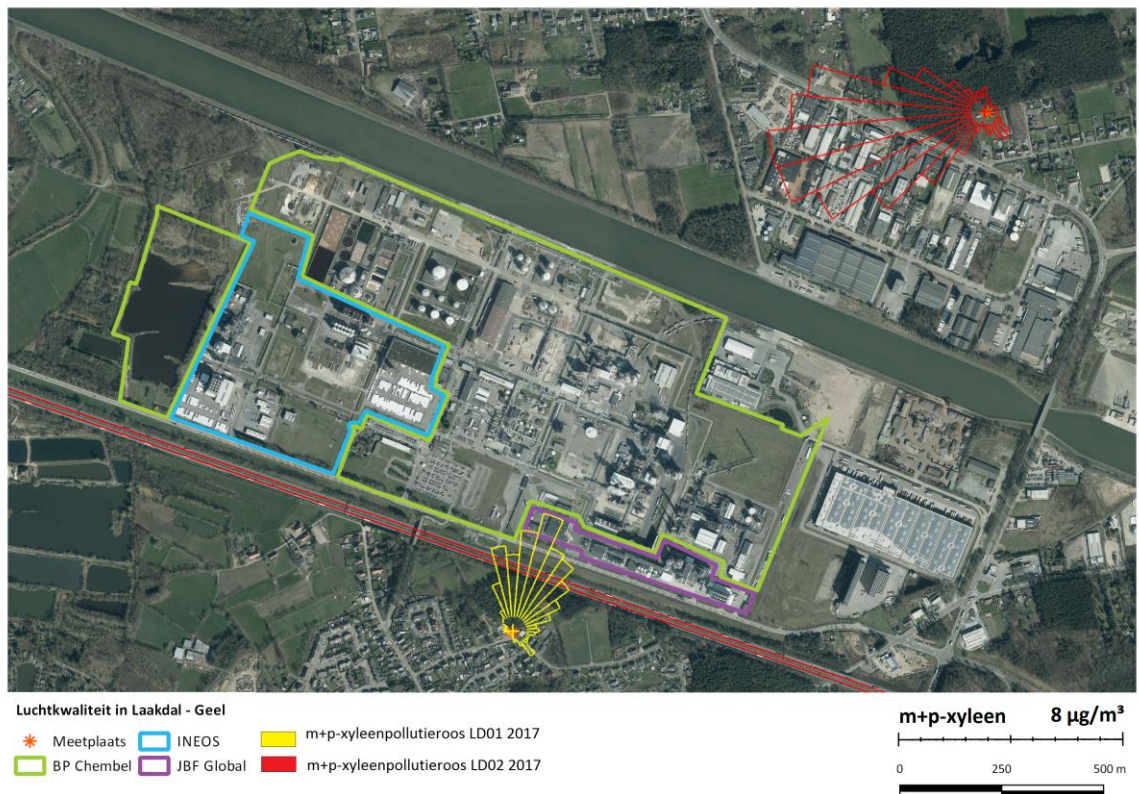 Luchtkwaliteit in Laakdal - Geel
Meetplaats
INEOS
m+p-xyleenpollutieroos LD01 2017
BP Chembel
JBF Global
m+p-xyleenpollutieroos LD02 2017
m+p-xyleen 8 µg/m³
0 250 500 m